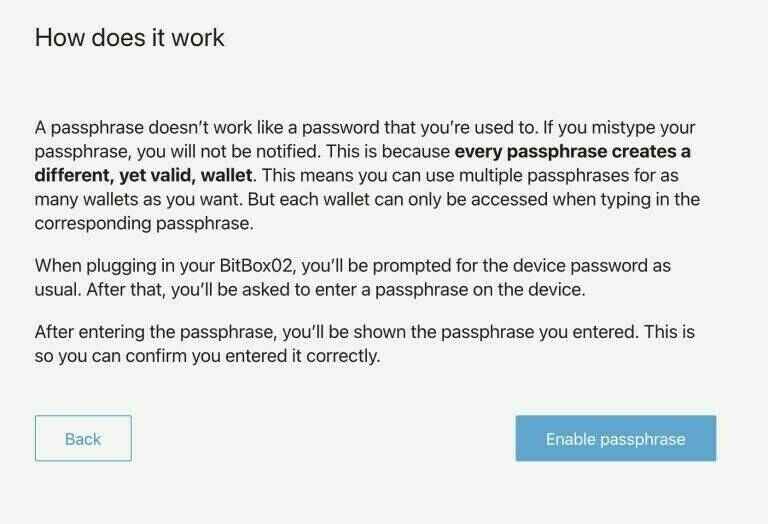 How does it work
A passphrase doesn’t work like a password that you’re used to. If you mistype your
passphrase, you will not be notified. This is because every passphrase creates a
different, yet valid, wallet. This means you can use multiple passphrases for as
many wallets as you want. But each wallet can only be accessed when typing in the
corresponding passphrase.
When plugging in your BitBox02, you’ll be prompted for the device password as
usual. After that, you’ll be asked to enter a passphrase on the device.
After entering the passphrase, you’ll be shown the passphrase you entered. This is
so you can confirm you entered it correctly.
Back
Enable passphrase